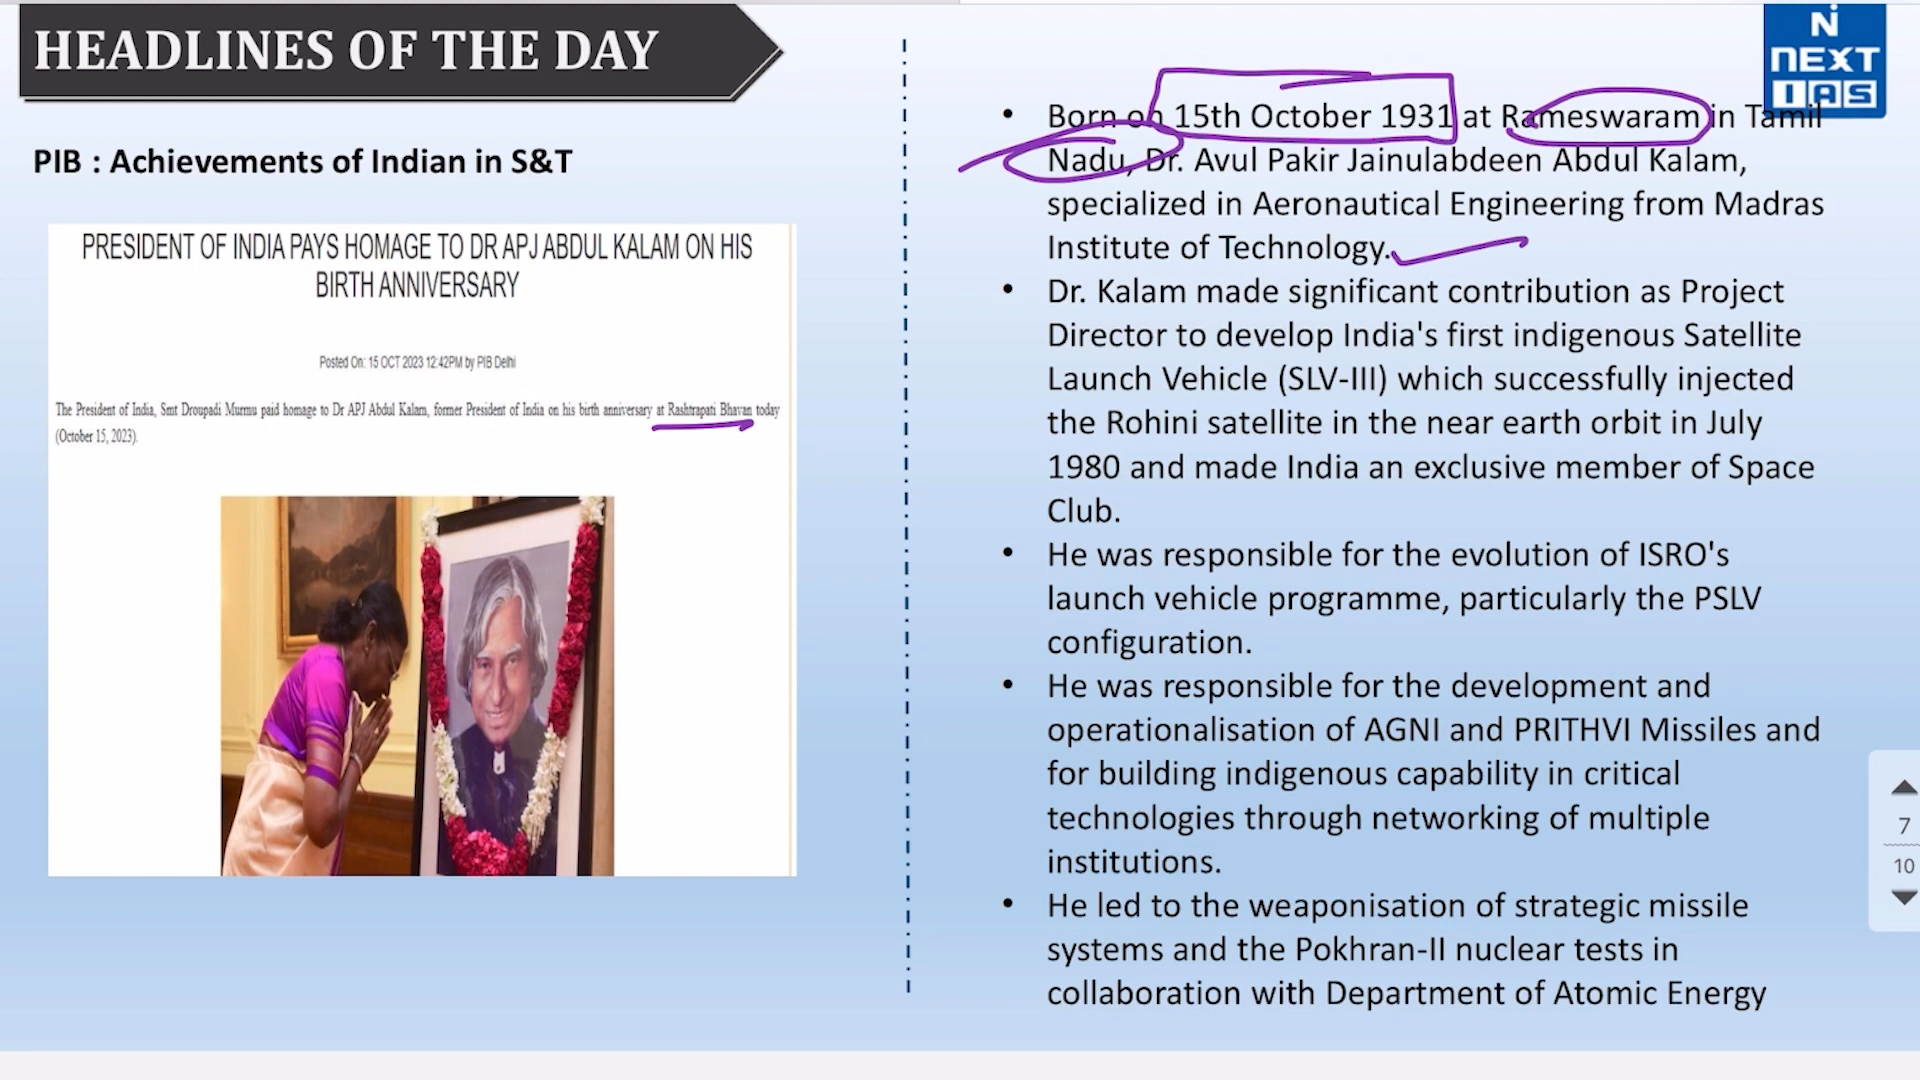 HEADLINES OF THE DAY
PIB : Achievements of Indian in S&T
PRESIDENT OF INDIA PAYS HOMAGE TO DR APJ ABDUL KALAM ON HIS
BIRTH ANNIVERSARY
Posted On: 15 OCT 2023 12:42PM by PIB Delhi
The President of India, Smt Droupadi Murmu paid homage to Dr APJ Abdul Kalam, former President of India on his birth anniversary at Rashtrapati Bhavan today
(October 15, 2023).
N
NEXT
IAS
• Born on 15th October 1931 at Rameswaram in Tamil
Nadu, Dr. Avul Pakir Jainulabdeen Abdul Kalam,
specialized in Aeronautical Engineering from Madras
Institute of Technology.
• Dr. Kalam made significant contribution as Project
Director to develop India's first indigenous Satellite
Launch Vehicle (SLV-III) which successfully injected
the Rohini satellite in the near earth orbit in July
1980 and made India an exclusive member of Space
Club.
• He was responsible for the evolution of ISRO's
launch vehicle programme, particularly the PSLV
configuration.
• He was responsible for the development and
operationalisation of AGNI and PRITHVI Missiles and
for building indigenous capability in critical
technologies through networking of multiple
institutions.
• He led to the weaponisation of strategic missile
systems and the Pokhran-II nuclear tests in
collaboration with Department of Atomic Energy
7
10